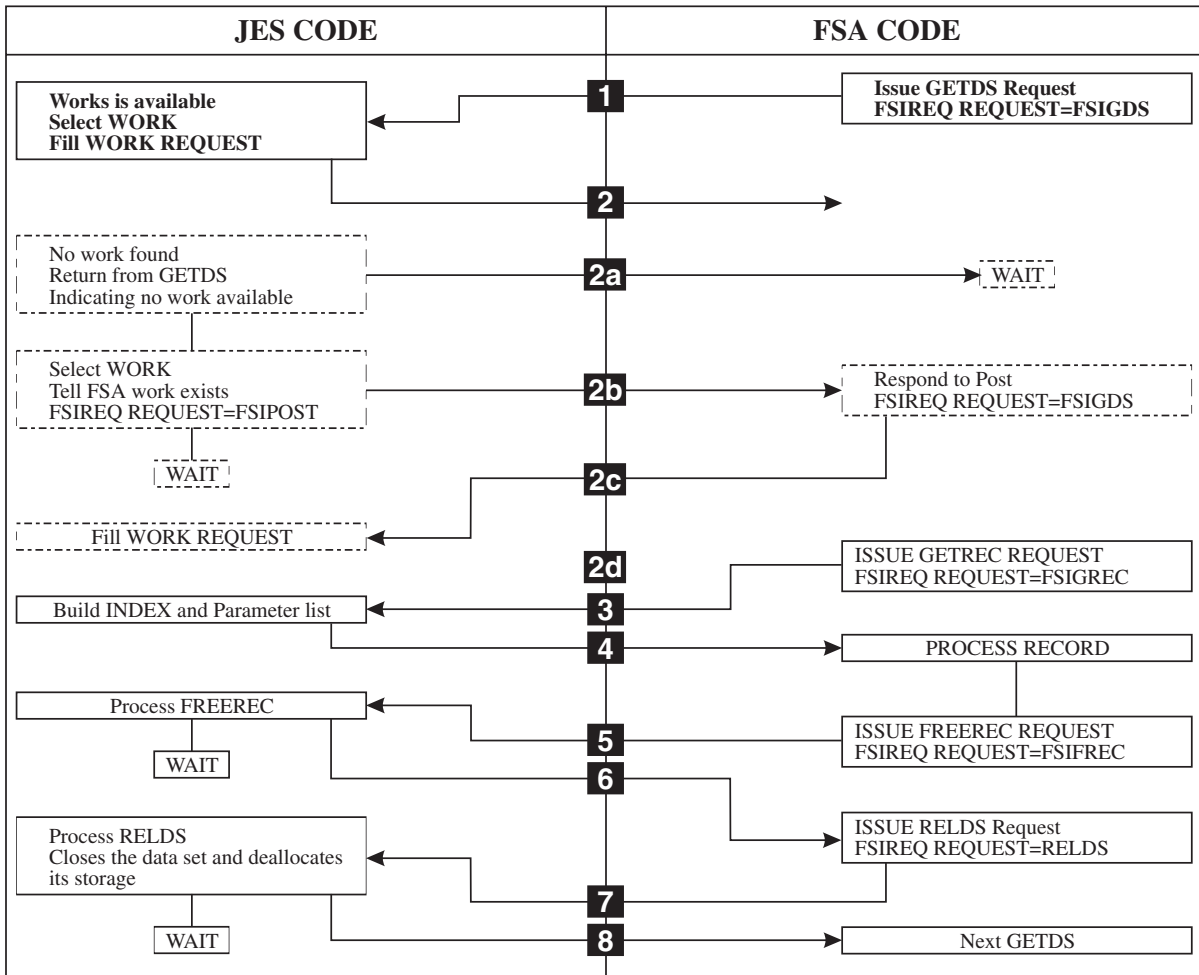 JES CODE
FSA CODE
Works is available
Select WORK
Fill WORK REQUEST
1
Issue GETDS Request
FSIREQ REQUEST=FSIGDS
2
No work found
Return from GETDS
Indicating no work available
2a
WAIT
Select WORK
Tell FSA work exists
FSIREQ REQUEST=FSIPOST
2b
Respond to Post
FSIREQ REQUEST=FSIGDS
WAIT
2c
Fill WORK REQUEST
2d
ISSUE GETREC REQUEST
FSIREQ REQUEST=FSIGREC
Build INDEX and Parameter list
3
4
PROCESS RECORD
Process FREEREC
5
ISSUE FREEREC REQUEST
FSIREQ REQUEST=FSIFREC
WAIT
6
Process RELDS
Closes the data set and deallocates
its storage
ISSUE RELDS Request
FSIREQ REQUEST=RELDS
7
WAIT
8
Next GETDS